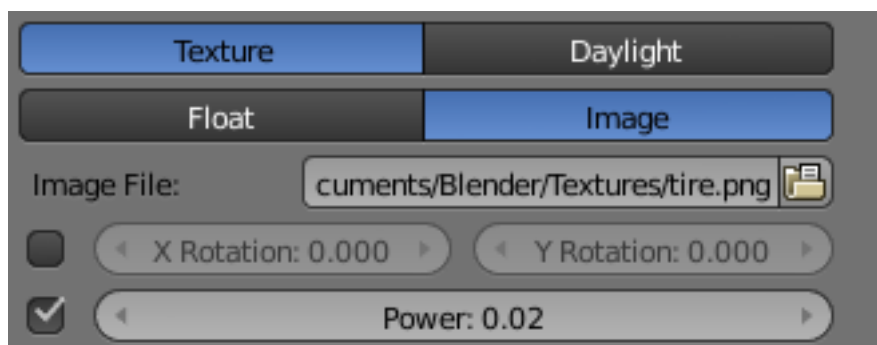 Texture Daylight
Float Image
Image File: cuments/Blender/Textures/tire.png
X Rotation: 0.000 Y Rotation: 0.000
Power: 0.02